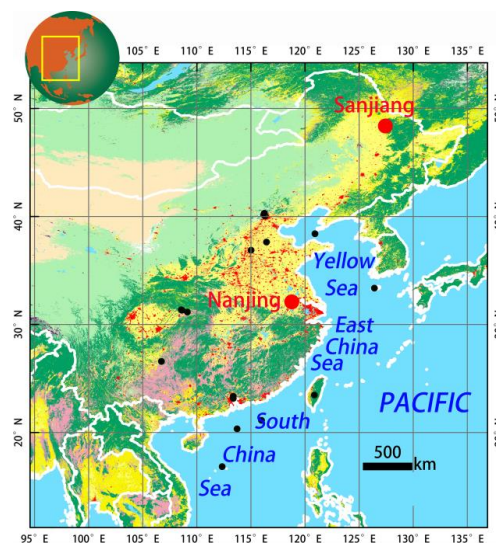 105° E 110° E 115° E 120° E 125° E 130° E 135° E
50° N
Sanjiang
40° N
Yellow
Sea
Nanjing
30° N
East
China
Sea
PACIFIC
South
20° N
China
500
km
Sea
95° E 100° E 105° E 110° E 115° E 120° E 125° E 130° E 135° E